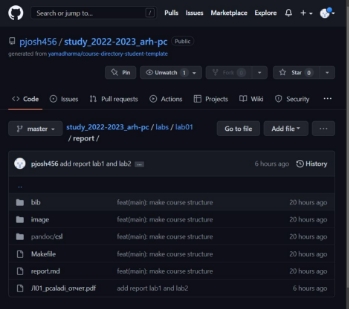 Search or jump to... /
Pulls Issues Marketplace Explore
pjosh456 / study_2022-2023_arh-pc Public
generated from yamadharma/course-directory-student-template
Pin Unwatch 1 Fork 0 Star 0
Code Issues Pull requests Actions Projects Wiki Security ...
master study_2022-2023_arh-pc / labs / lab01 Go to file Add file ...
/ report /
pjosh456 add report lab1 and lab2 ... 6 hours ago History
..
bib feat(main): make course structure 20 hours ago
image feat(main): make course structure 20 hours ago
pandoc/csl feat(main): make course structure 20 hours ago
Makefile feat(main): make course structure 20 hours ago
report.md feat(main): make course structure 20 hours ago
add report lab1 and lab2 6 hours ago